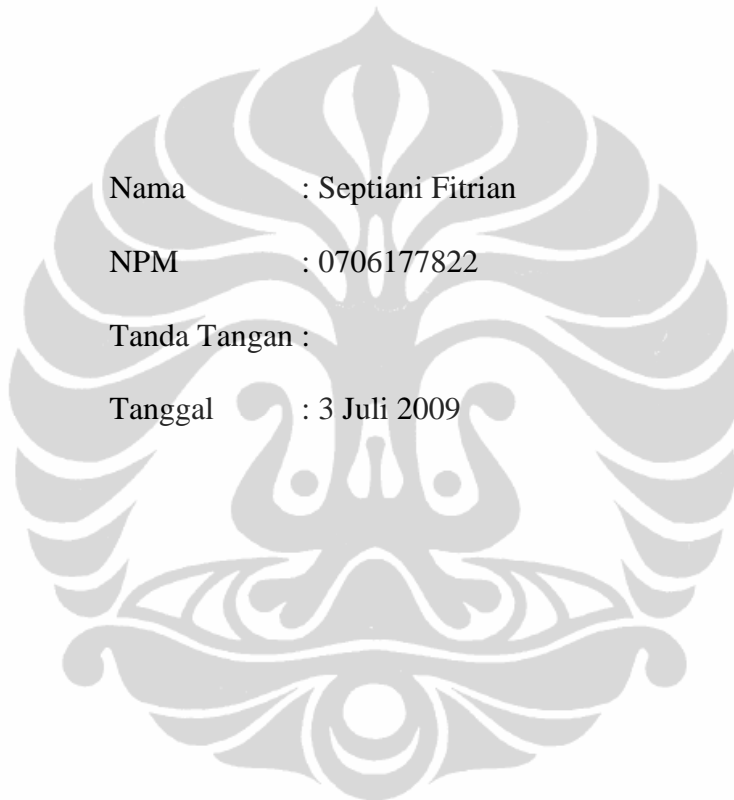 Nama : Septiani Fitrian
NPM : 0706177822
Tanda Tangan :
Tanggal : 3 Juli 2009